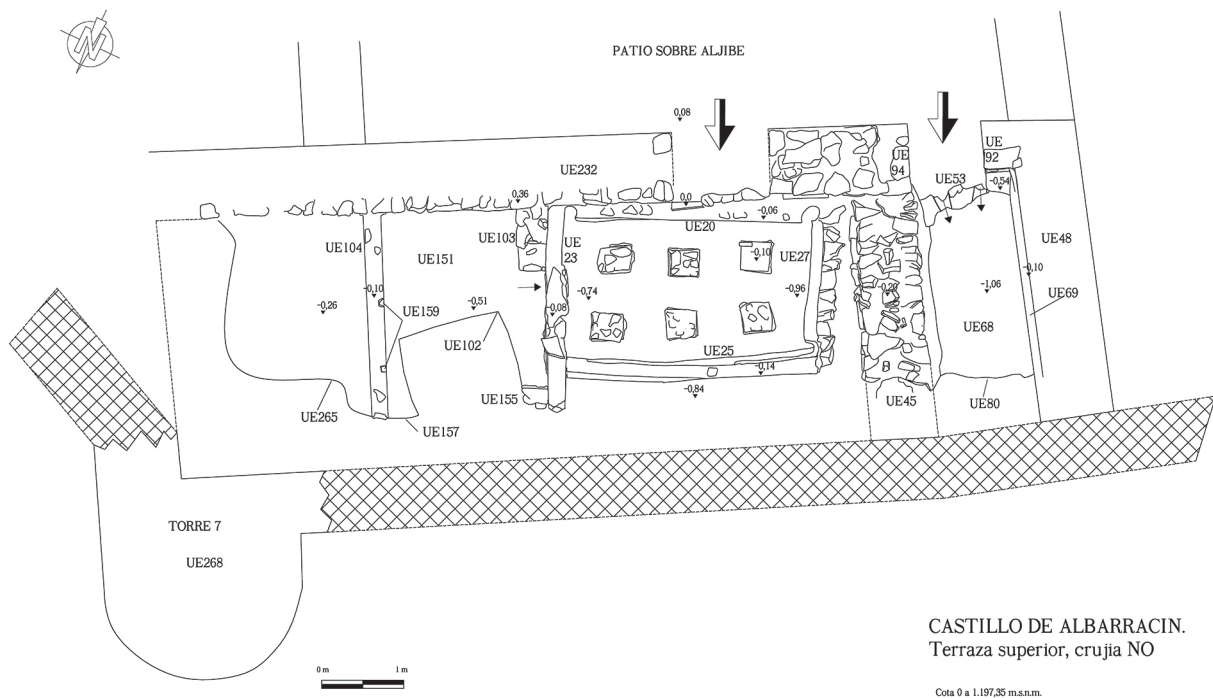 N
PATIO SOBRE ALJIBE
0,08
UE232
UE
94
UE53
UE
92
-0,54
0,36
0,0
-0,06
UE20
UE104
UE103
UE
23
UE27
UE48
UE151
-0,10
-0,10
-0,10
-0,26
-0,51
-0,74
-0,96
-0,26
-1,06
UE69
UE159
-0,08
UE68
UE102
UE25
-0,14
-0,84
UE155
UE45
UE80
UE265
UE157
TORRE 7
UE268
0 m
1 m
CASTILLO DE ALBARRACIN.
Terraza superior, crujia NO
Cota 0 a 1.197,35 m.s.n.m.